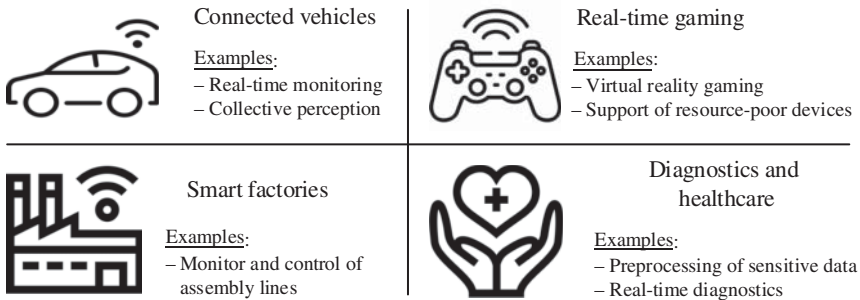 Connected vehicles
Examples:
– Real-time monitoring
– Collective perception
Real-time gaming
Examples:
– Virtual reality gaming
– Support of resource-poor devices
Smart factories
Examples:
– Monitor and control of
assembly lines
Diagnostics and
healthcare
Examples:
– Preprocessing of sensitive data
– Real-time diagnostics